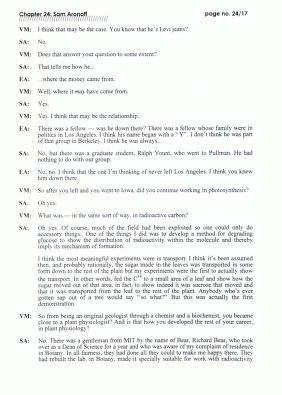 Chapter 24: Sam Aronoff page no. 24/17
VM: I think that may be the case. You know that he's Levi jeans?
SA: No.
VM: Does that answer your question to some extent?
SA: That tells me how he...
EA: ...where the money came from.
VM: Well, where it may have come from.
SA: Yes.
VM: Yes. I think that may be the relationship.
EA: There was a fellow — was he down there? There was a fellow whose family were in
politics in Los Angeles. I think his name began with a "Y". I don't think he was part
of that group in Berkeley. I think he was always...
SA: No, but there was a graduate student, Ralph Yount, who went to Pullman. He had
nothing to do with our group.
EA: No, no. I think that the one I'm thinking of never left Los Angeles. I think you knew
him down there.
VM: So after you left and you went to Iowa, did you continue working in photosynthesis?
SA: Oh yes.
VM: What was — in the same sort of way, in radioactive carbon?
SA: Oh yes. Of course, much of the field had been exploited so one could only do
accessory things. One of the things I did was to develop a method for degrading
glucose to show the distribution of radioactivity within the molecule and thereby
imply its mechanism of formation.
I think the most meaningful experiments were in transport. I think it's been assumed
then, and probably rationally, the sugar made in the leaves was transported in some
form down to the rest of the plant but my experiments were the first to actually show
the transport. In other words, fed the C14 to a small area of a leaf and show how the
sugar moved out of that area, in fact, to show indeed it was sucrose that moved and
that it was transported from the leaf to the rest of the plant. Anybody who's ever
gotten sap out of a tree would say "so what?" But this was actually the first
demonstration.
VM: So from being an original geologist through a chemist and a biochemist, you became
close to a plant physiologist? And is that how you developed the rest of your career,
in plant physiology?
SA: No. There was a gentleman from MIT by the name of Bear, Richard Bear, who took
over as a Dean of Science for a year and who was aware of my complaint of residence
in Botany. In all fairness, they had done all they could to make me happy there. They
had rebuilt the lab, in Botany, made it specially suitable for work with radioactivity